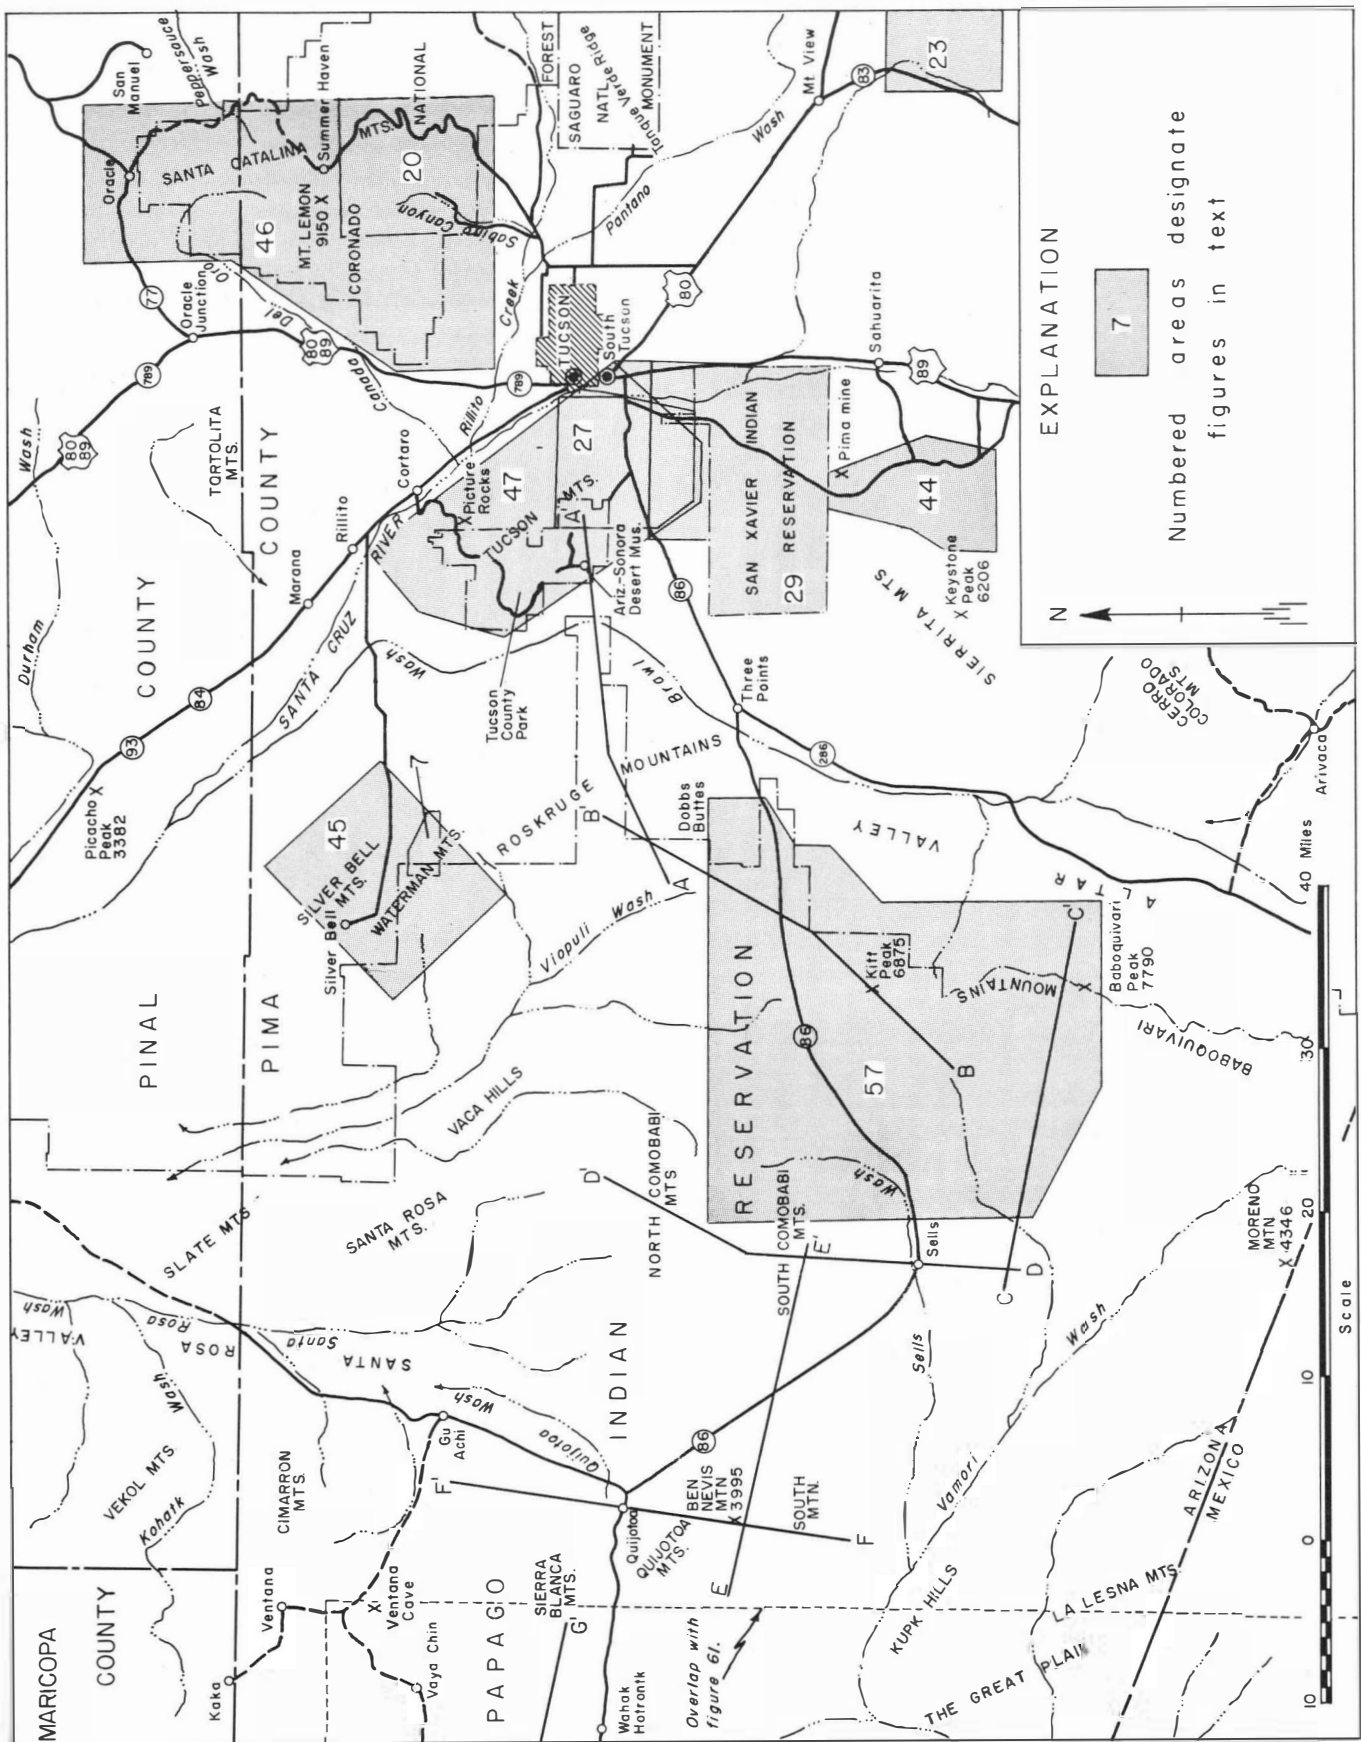 MARICOPA
COUNTY
PINAL
COUNTY
PIMA
COUNTY
Kaka
Ventana
Ventana
Cave
Vaya Chin
VEKOL MTS
Kohatk
Wash
CIMARRON
MTS.
VALLEY
ROSA
SANTA
Wash
Rosa
Santa
SLATE MTS
SANTA ROSA
MTS.
VACA HILLS
Gu
Achi
Quijotoa
Wash
PAPAGO
INDIAN
RESERVATION
SIERRA
BLANCA
MTS.
G'
Wahak
Hotrontk
Quijotoa
QUIJOTOA
MTS.
BEN
NEVIS
MTN
X 3995
SOUTH
MTN.
Overlap with
figure 61.
F'
F
E
E'
D'
D
C
C'
B
B'
A
A'
86
NORTH COMOBABI
MTS
SOUTH COMOBABI
MTS.
Sells
Wash
Sells
Vamori
Wash
KUPK HILLS
THE GREAT PLAIN
LA LESNA MTS
ARIZONA
MEXICO
MORENO
MTN
X 4346
57
86
Kitt
Peak
6875
X
MOUNTAINS
BABOQUIVARI
X
Baboquivari
Peak
7790
ALTAR
VALLEY
Dobbs
Buttes
ROSKRUGE
MOUNTAINS
Viopuli
Wash
Silver Bell
SILVER BELL
MTS.
WATERMAN MTS.
45
7
Picacho
Peak
3382
X
93
84
Durham
Wash
80
89
789
77
TORTOLITA
MTS.
Marana
Rillito
SANTA
CRUZ
RIVER
Wash
Brawl
Cortaro
X Picture
Rocks
47
TUCSON
MTS.
27
Tucson
County
Park
Ariz.-Sonora
Desert Mus.
86
Three
Points
286
Arivaca
CERRO
COLORADO
MTS
SIERRITA MTS
X Keystone
Peak
6206
44
X Pima mine
SAN XAVIER INDIAN
29 RESERVATION
Sahuarita
89
TUCSON
South
Tucson
80
Rillito
Creek
789
Canada
Del
Oro
80
89
Oracle
Junction
Oracle
San
Manuel
Peppersauce
Wash
SANTA CATALINA
MTS.
46
MT. LEMON
9150 X
Summer Haven
CORONADO
NATIONAL
FOREST
20
Sabino
Canyon
SAGUARO
NATL
MONUMENT
Tanque Verde Ridge
Pantano
Wash
Mt. View
83
23
EXPLANATION
7
Numbered areas designate
figures in text
N
10 0 10 20 30 40 Miles
Scale